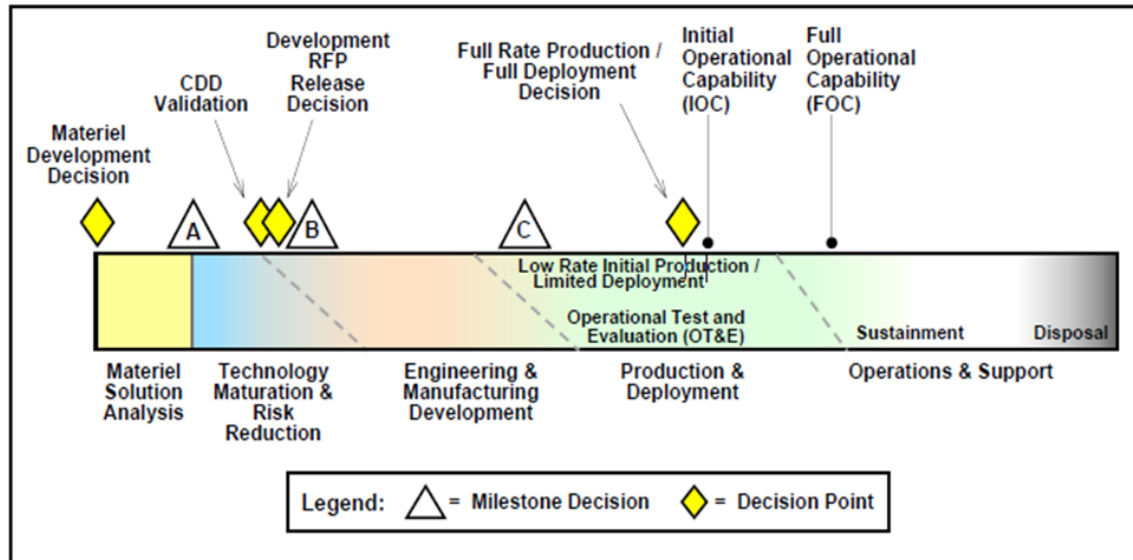 Development
RFP
Release
Decision
CDD
Validation
Full Rate Production /
Full Deployment
Decision
Initial
Operational
Capability
(IOC)
Full
Operational
Capability
(FOC)
Materiel
Development
Decision
A
B
C
Low Rate Initial Production /
Limited Deployment
Operational Test and
Evaluation (OT&E)
Sustainment
Disposal
Materiel
Solution
Analysis
Technology
Maturation &
Risk
Reduction
Engineering &
Manufacturing
Development
Production &
Deployment
Operations & Support
Legend: = Milestone Decision = Decision Point